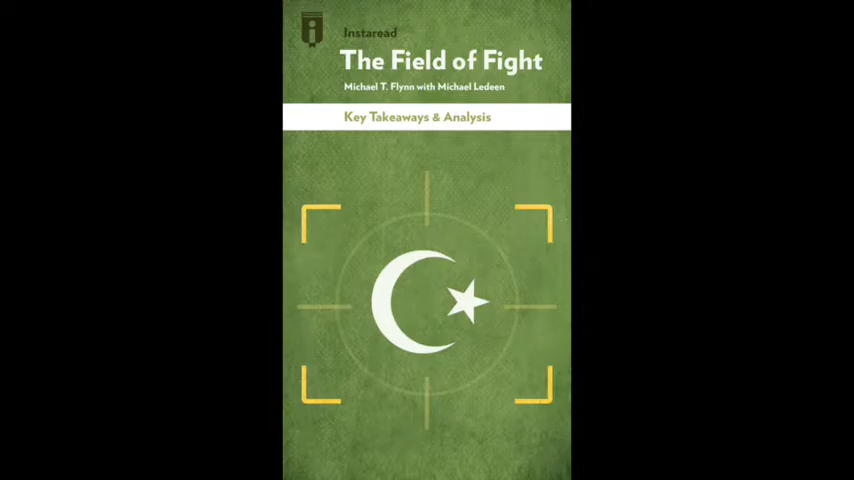 Instaread
The Field of Fight
Michael T. Flynn with Michael Ledeen
Key Takeaways & Analysis